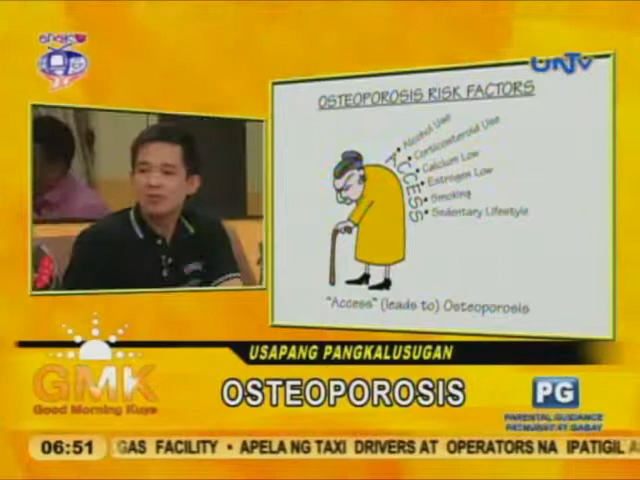 UNTV
OSTEOPOROSIS RISK FACTORS
ACCESS
• Alcohol Use
• Corticosteroid Use
• Calcium Low
• Estrogen Low
• Smoking
• Sedentary Lifestyle
"Access" (leads to) Osteoporosis
USAPANG PANGKALUSUGAN
GMK
Good Morning Kuya
OSTEOPOROSIS
PG
PARENTAL GUIDANCE
PATNUBAY AT GABAY
06:51 GAS FACILITY • APELA NG TAXI DRIVERS AT OPERATORS NA IPATIGIL A